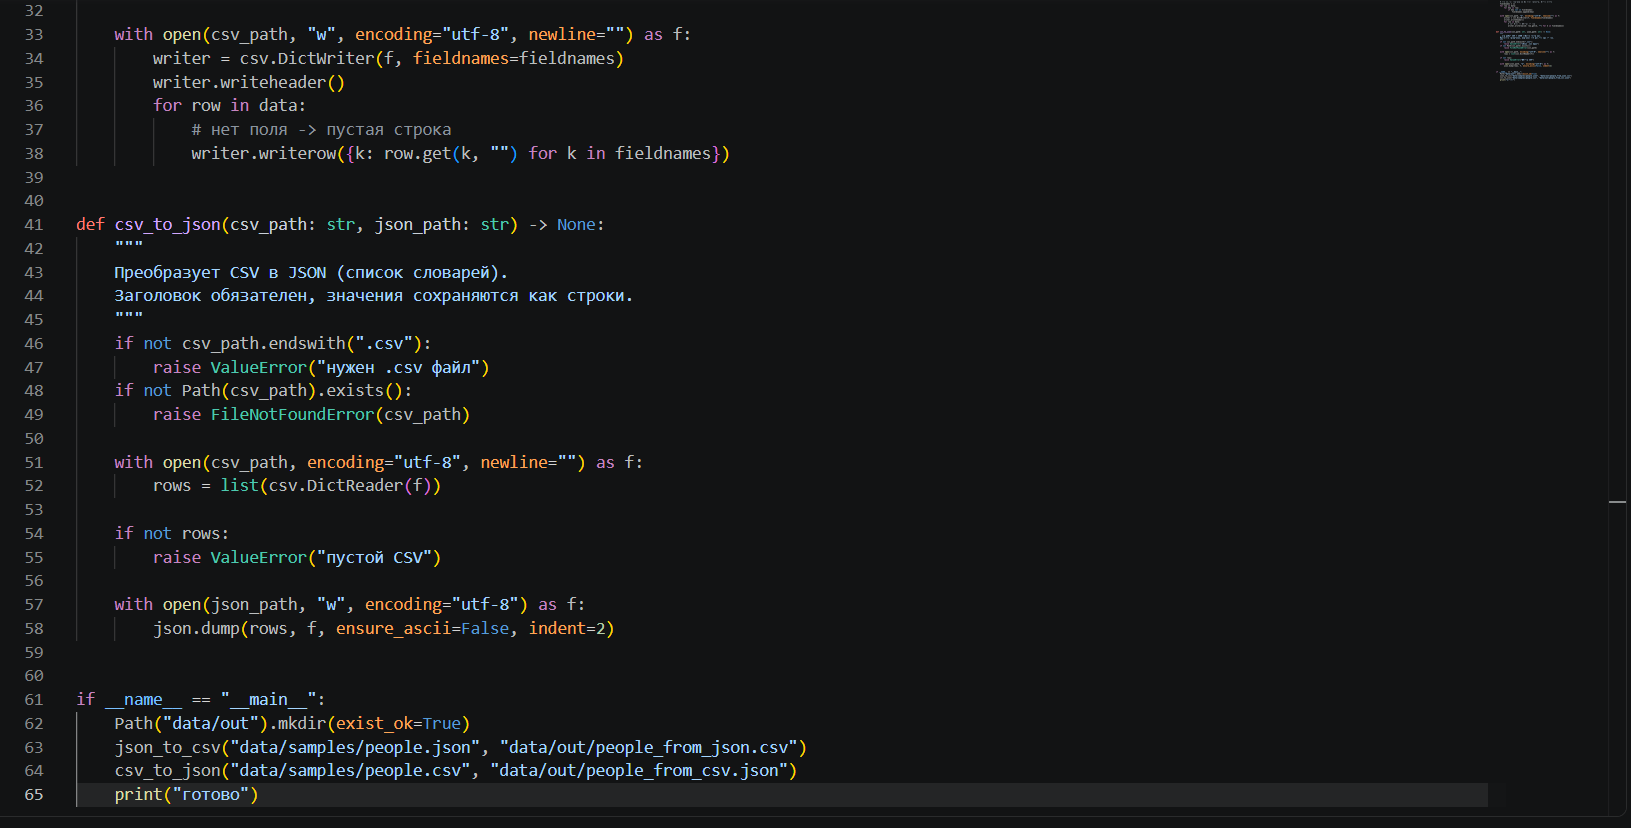 32
33 with open(csv_path, "w", encoding="utf-8", newline="") as f:
34 writer = csv.DictWriter(f, fieldnames=fieldnames)
35 writer.writeheader()
36 for row in data:
37 # нет поля -> пустая строка
38 writer.writerow({k: row.get(k, "") for k in fieldnames})
39
40
41 def csv_to_json(csv_path: str, json_path: str) -> None:
42 """
43 Преобразует CSV в JSON (список словарей).
44 Заголовок обязателен, значения сохраняются как строки.
45 """
46 if not csv_path.endswith(".csv"):
47 raise ValueError("нужен .csv файл")
48 if not Path(csv_path).exists():
49 raise FileNotFoundError(csv_path)
50
51 with open(csv_path, encoding="utf-8", newline="") as f:
52 rows = list(csv.DictReader(f))
53
54 if not rows:
55 raise ValueError("пустой CSV")
56
57 with open(json_path, "w", encoding="utf-8") as f:
58 json.dump(rows, f, ensure_ascii=False, indent=2)
59
60
61 if __name__ == "__main__":
62 Path("data/out").mkdir(exist_ok=True)
63 json_to_csv("data/samples/people.json", "data/out/people_from_json.csv")
64 csv_to_json("data/samples/people.csv", "data/out/people_from_csv.json")
65 print("готово")